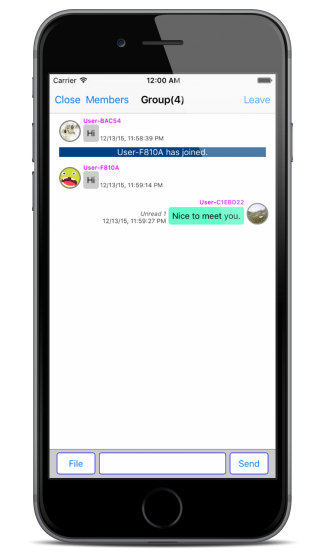 Carrier 12:00 AM
Close Members Group(4) Leave
User-BAC54
Hi 12/13/15, 11:58:39 PM
User-F810A has joined.
User-F810A
Hi
12/13/15, 11:59:14 PM
User-C1EBD22
Unread 1
12/13/15, 11:59:27 PM Nice to meet you.
File Send